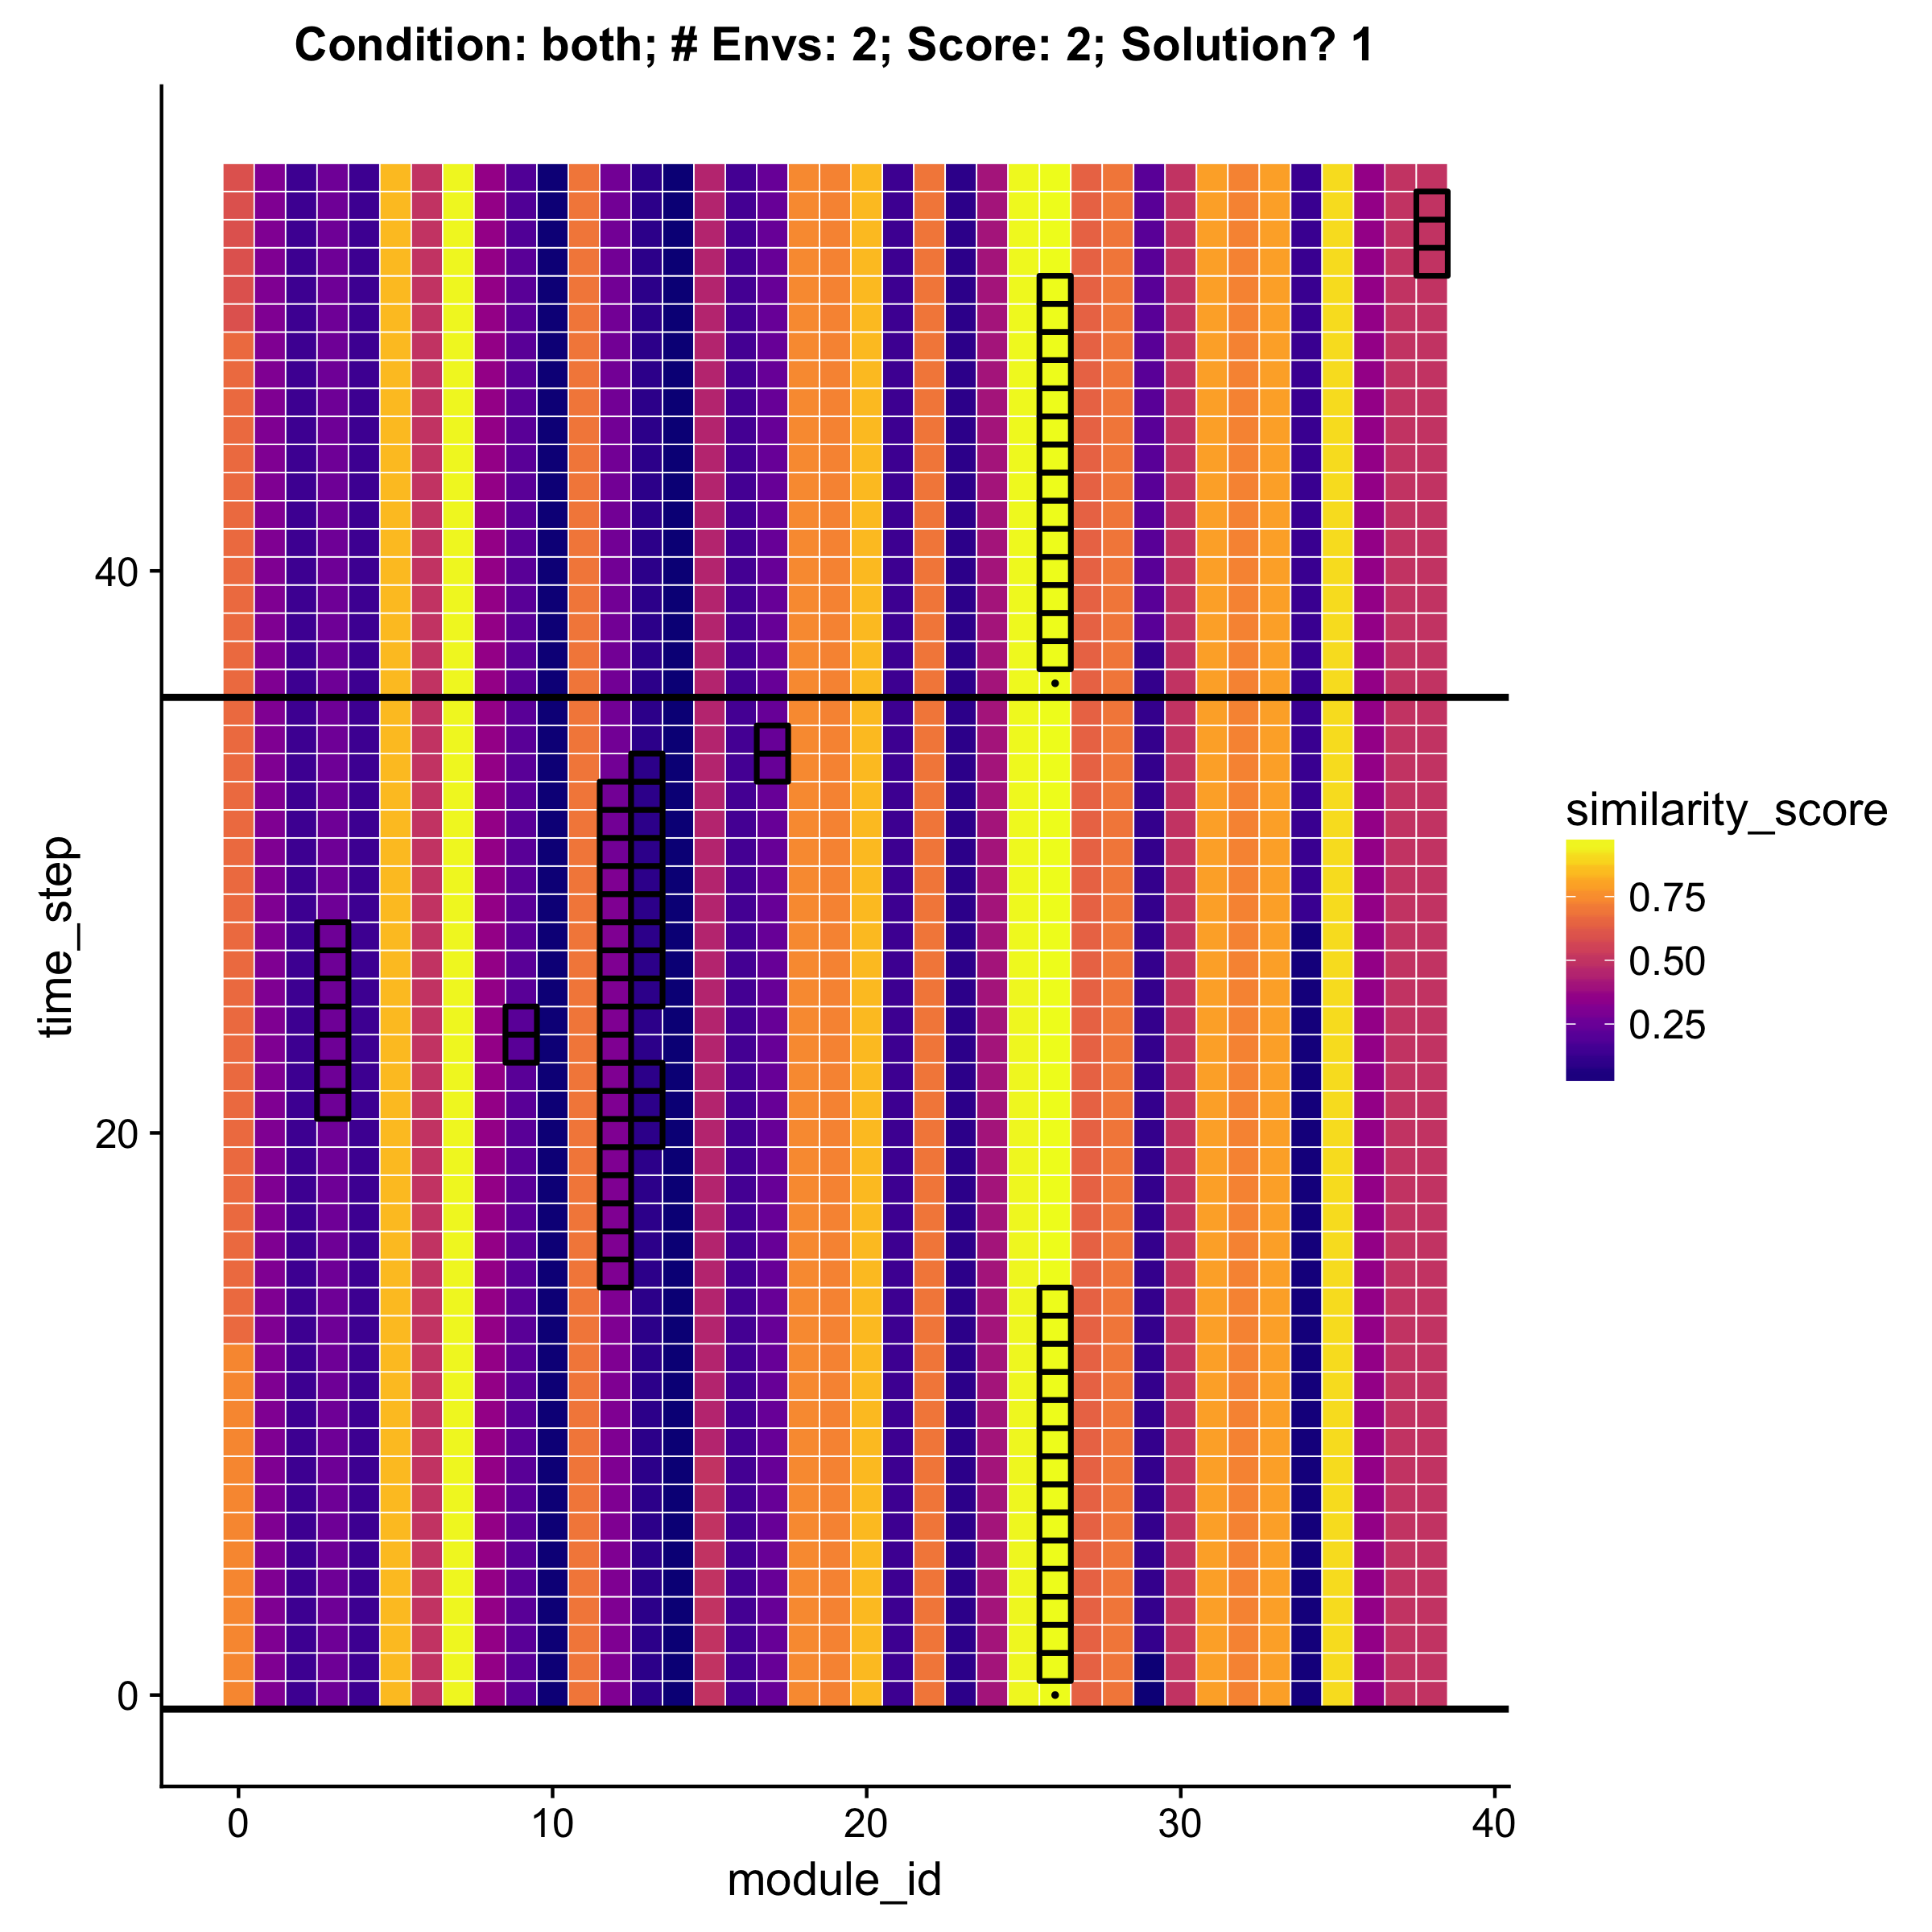 Condition: both; # Envs: 2; Score: 2; Solution? 1
time_step
40
20
0
0 10 20 30 40
module_id
similarity_score
0.75
0.50
0.25